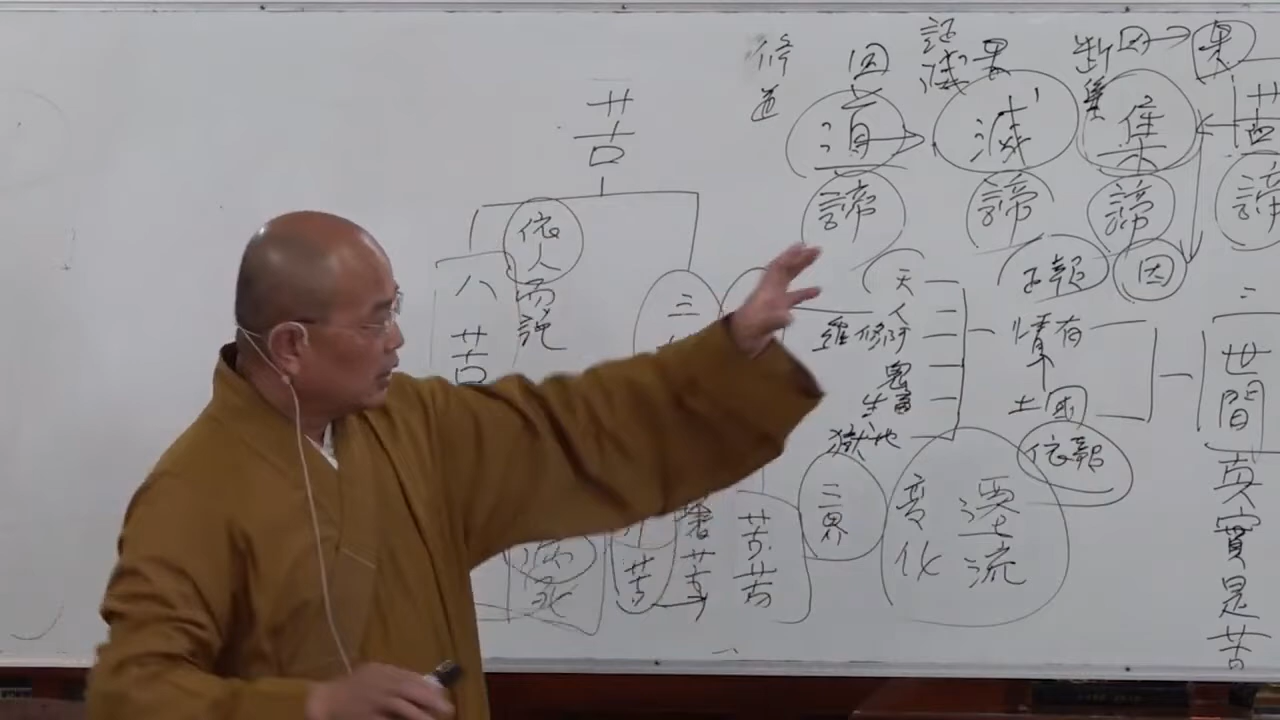 果
苦
諦
世間真實是苦
因
斷集
集
諦
因
果
證滅
滅
諦
正報
有情
國土
依報
遷流
變化
因
道
諦
修道
天
人
阿修羅
鬼
畜生
地獄
三界
苦
依人而説
八苦
三
苦苦
苦
病
死